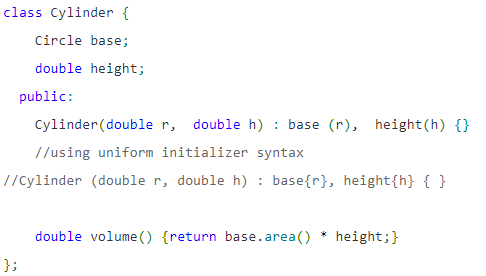 class Cylinder {
    Circle base;
    double height;
  public:
    Cylinder(double r,  double h) : base (r),  height(h) {}
    //using uniform initializer syntax
//Cylinder (double r, double h) : base{r}, height{h} { }
    double volume() {return base.area() * height;}
};